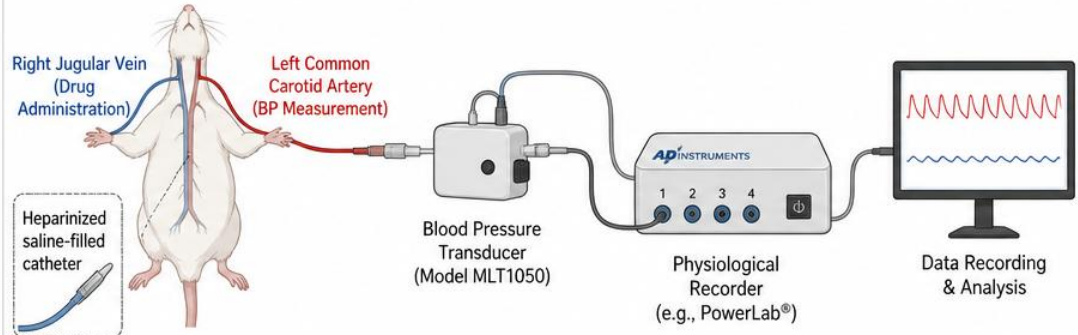 Right Jugular Vein
(Drug
Administration)
Left Common
Carotid Artery
(BP Measurement)
Heparinized
saline-filled
catheter
Blood Pressure
Transducer
(Model MLT1050)
AD INSTRUMENTS
1 2 3 4
Physiological
Recorder
(e.g., PowerLab®)
Data Recording
& Analysis